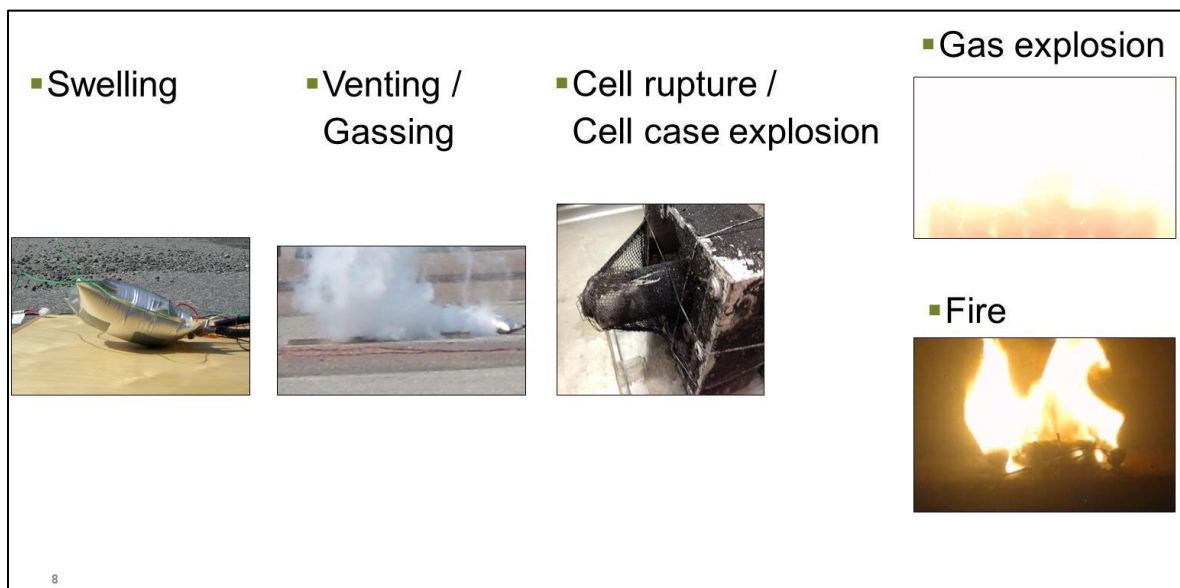 ▪Swelling
▪Venting /
Gassing
▪Cell rupture /
Cell case explosion
▪Gas explosion
▪Fire
8